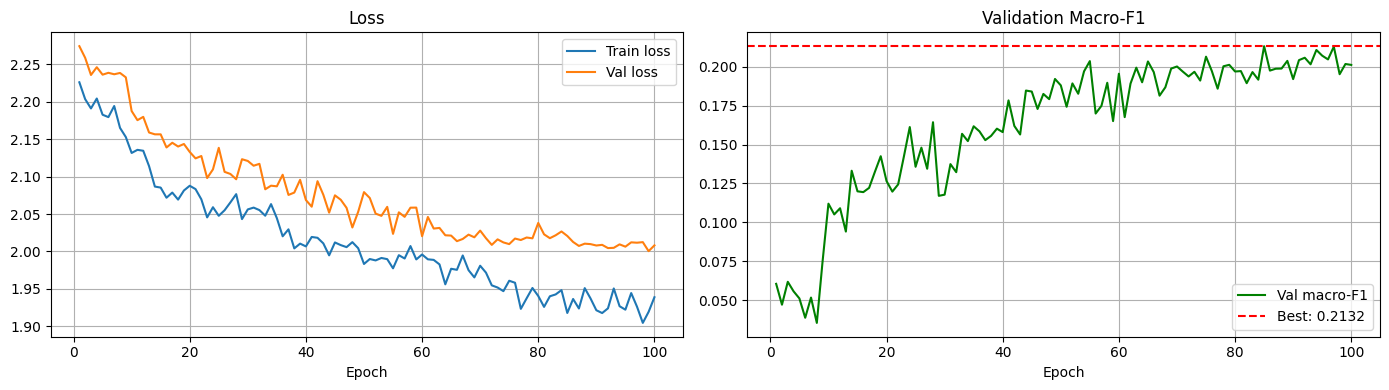 Loss
Train loss
Val loss
2.25
2.20
2.15
2.10
2.05
2.00
1.95
1.90
0 20 40 60 80 100
Epoch
Validation Macro-F1
0.200
0.175
0.150
0.125
0.100
0.075
0.050
Val macro-F1
Best: 0.2132
0 20 40 60 80 100
Epoch